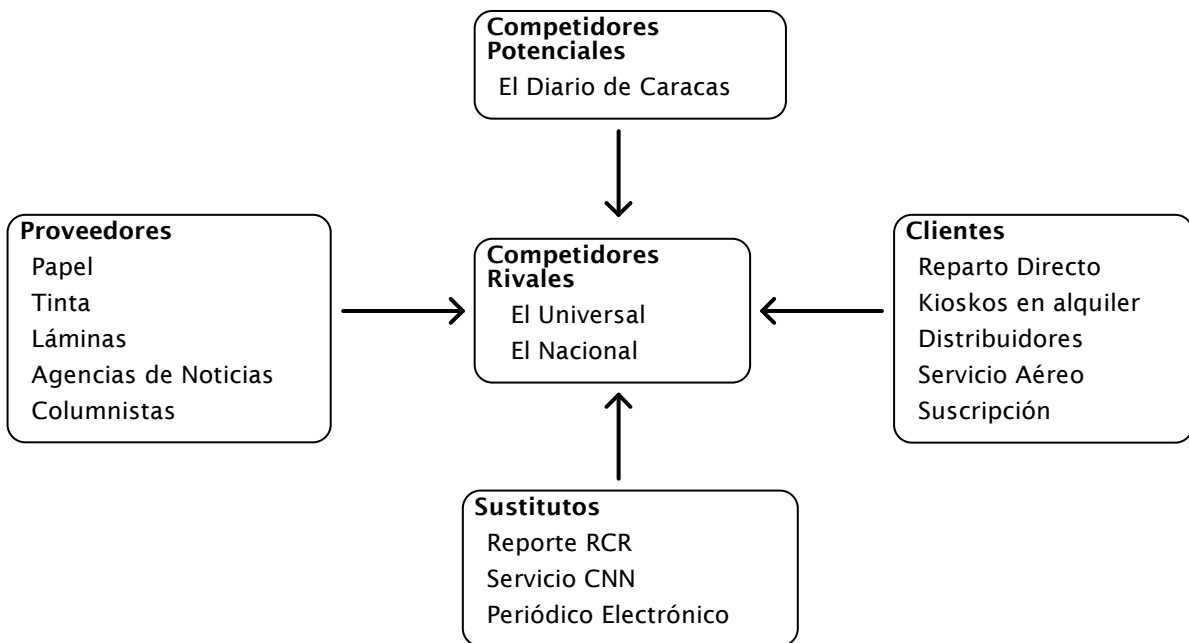 Competidores
Potenciales
El Diario de Caracas
Proveedores
Papel
Tinta
Láminas
Agencias de Noticias
Columnistas
Competidores
Rivales
El Universal
El Nacional
Clientes
Reparto Directo
Kioskos en alquiler
Distribuidores
Servicio Aéreo
Suscripción
Sustitutos
Reporte RCR
Servicio CNN
Periódico Electrónico